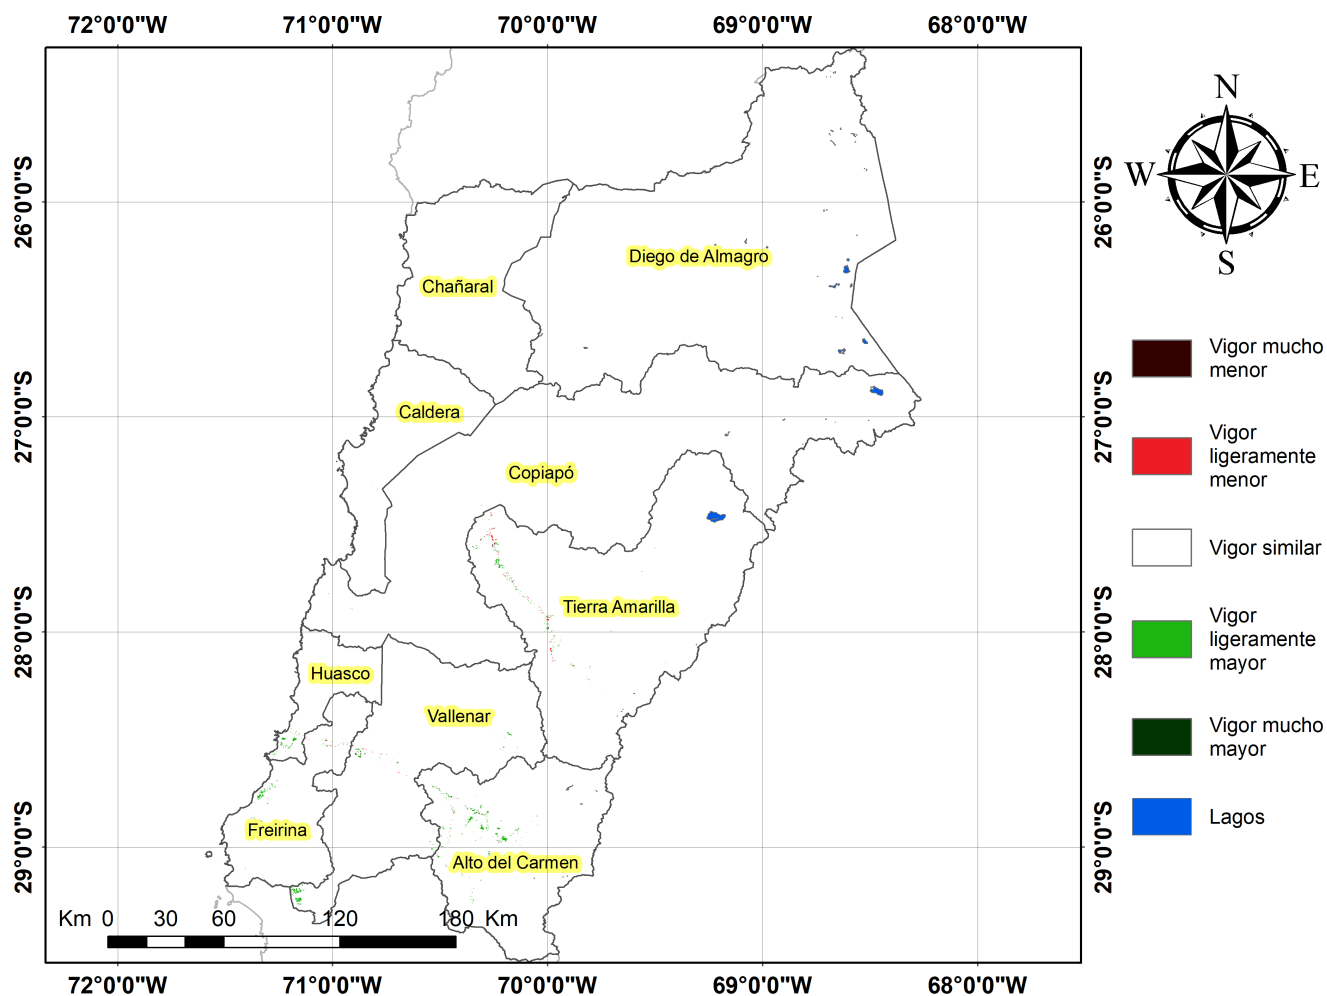 72°0'0"W 71°0'0"W 70°0'0"W 69°0'0"W 68°0'0"W
N
W E
S
26°0'0"S 26°0'0"S
Diego de Almagro
Chañaral
Vigor mucho
menor
27°0'0"S 27°0'0"S
Caldera
Vigor
ligeramente
menor
Copiapó
Vigor similar
28°0'0"S 28°0'0"S
Tierra Amarilla
Vigor
ligeramente
mayor
Huasco
Vallenar
Vigor mucho
mayor
29°0'0"S 29°0'0"S
Lagos
Freirina
Alto del Carmen
Km 0 30 60 120 180 Km
72°0'0"W 71°0'0"W 70°0'0"W 69°0'0"W 68°0'0"W